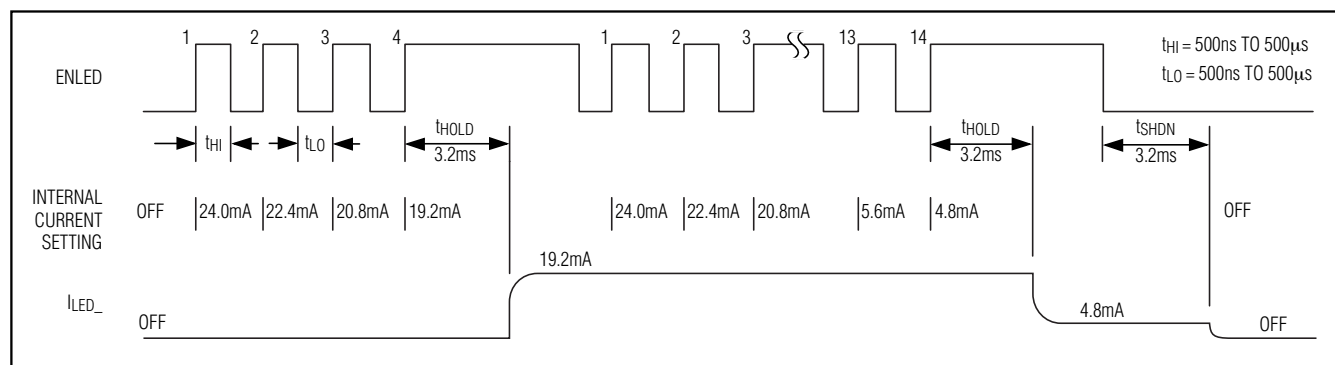 1 2 3 4 1 2 3 13 14
tHI = 500ns TO 500μs
tLO = 500ns TO 500μs
ENLED
tHI tLO tHOLD tHOLD tSHDN
3.2ms 3.2ms 3.2ms
INTERNAL
CURRENT
SETTING
OFF 24.0mA 22.4mA 20.8mA 19.2mA 24.0mA 22.4mA 20.8mA 5.6mA 4.8mA OFF
19.2mA
ILED_
OFF
4.8mA
OFF